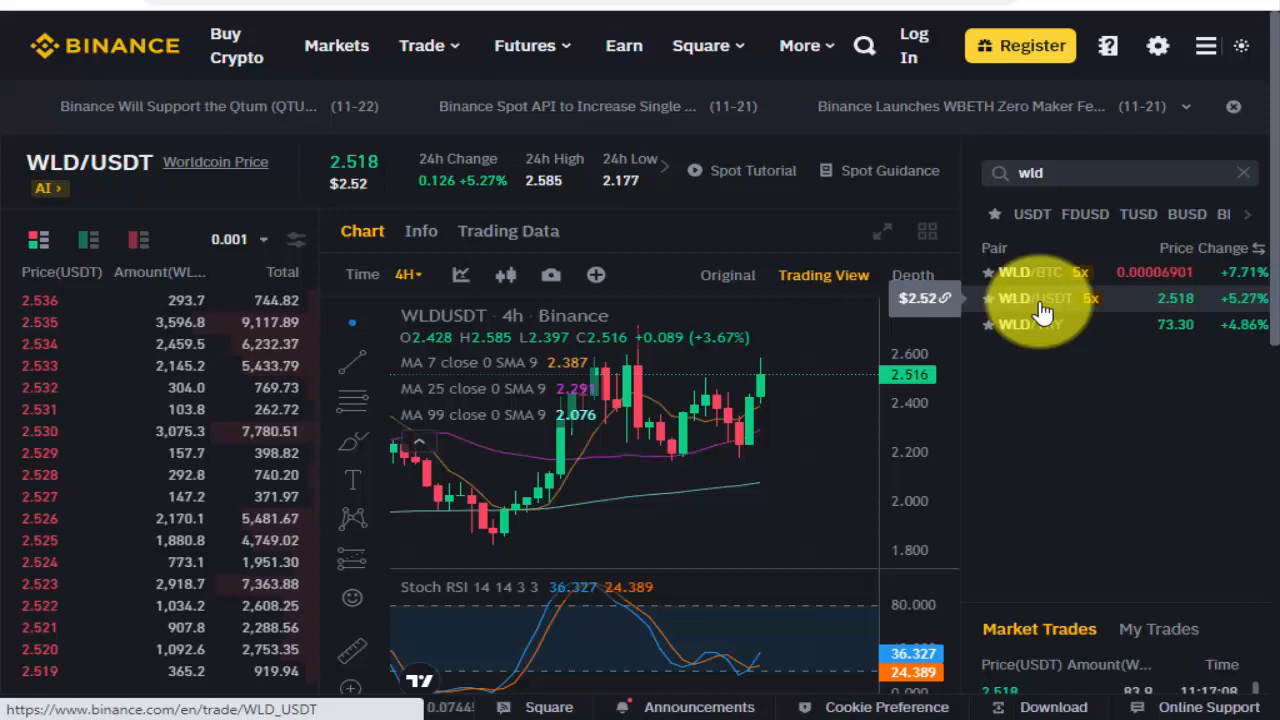 BINANCE
Buy Crypto
Markets
Trade
Futures
Earn
Square
More
Log In
Register
Binance Will Support the Qtum (QTU... (11-22)
Binance Spot API to Increase Single ... (11-21)
Binance Launches WBETH Zero Maker Fe... (11-21)
WLD/USDT Worldcoin Price
AI ›
2.518
$2.52
24h Change
0.126 +5.27%
24h High
2.585
24h Low
2.177
Spot Tutorial
Spot Guidance
wld
USDT FDUSD TUSD BUSD
Pair Price Change
WLD/BTC 5x 0.00006901 +7.71%
WLD/USDT 5x 2.518 +5.27%
WLD/TRY 73.30 +4.86%
$2.52
0.001
Price(USDT) Amount(WL... Total
2.536 293.7 744.82
2.535 3,596.8 9,117.89
2.534 2,459.5 6,232.37
2.533 2,145.2 5,433.79
2.532 304.0 769.73
2.531 103.8 262.72
2.530 3,075.3 7,780.51
2.529 157.7 398.82
2.528 292.8 740.20
2.527 147.2 371.97
2.526 2,170.1 5,481.67
2.525 1,880.8 4,749.02
2.524 773.1 1,951.30
2.523 2,918.7 7,363.88
2.522 1,034.2 2,608.25
2.521 907.8 2,288.56
2.520 1,092.6 2,753.35
2.519 365.2 919.94
Chart Info Trading Data
Time 4H
Original Trading View Depth
WLDUSDT · 4h · Binance
O2.428 H2.585 L2.397 C2.516 +0.089 (+3.67%)
MA 7 close 0 SMA 9 2.387
MA 25 close 0 SMA 9 2.291
MA 99 close 0 SMA 9 2.076
2.600
2.516
2.400
2.200
2.000
1.800
Stoch RSI 14 14 3 3 36.327 24.389
80.000
36.327
24.389
0.000
Market Trades My Trades
Price(USDT) Amount(W... Time
2.518 83.9 11:17:08
https://www.binance.com/en/trade/WLD_USDT
Square
Announcements
Cookie Preference
Download
Online Support